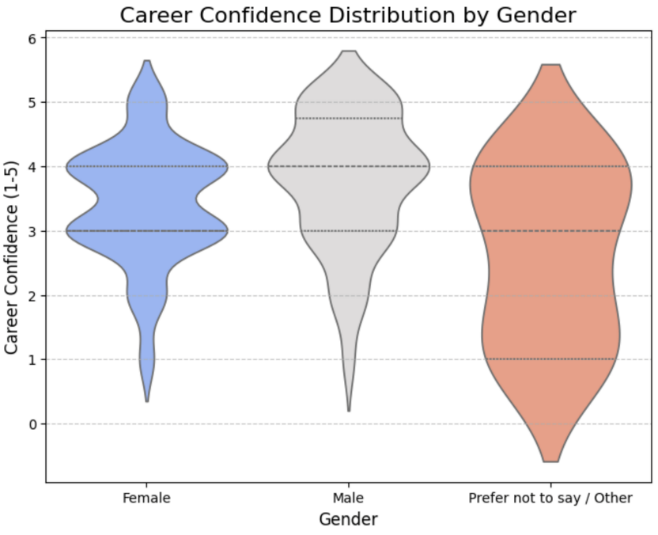 Career Confidence Distribution by Gender
Career Confidence (1-5)
6
5
4
3
2
1
0
Female
Male
Prefer not to say / Other
Gender